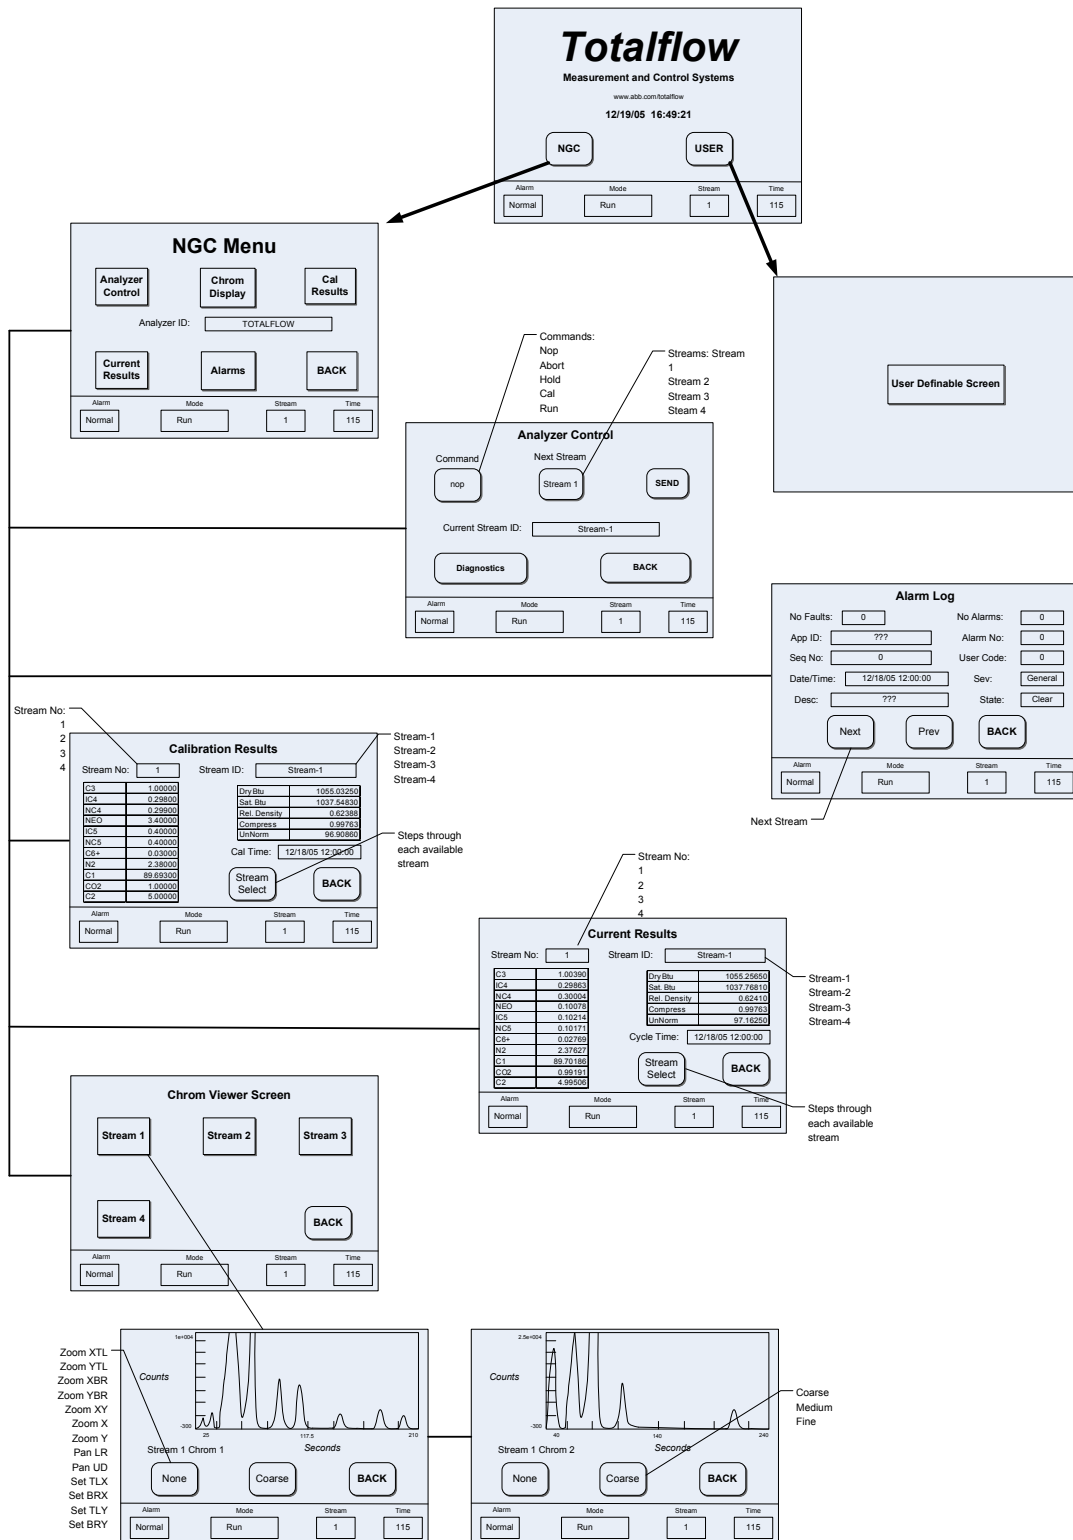 Totalflow
Measurement and Control Systems
www.abb.com/totalflow
12/19/05 16:49:21
NGC
USER
Alarm Mode Stream Time
Normal Run 1 115
NGC Menu
Analyzer Control
Chrom Display
Cal Results
Analyzer ID: TOTALFLOW
Current Results
Alarms
BACK
Alarm Mode Stream Time
Normal Run 1 115
User Definable Screen
Commands:
Nop
Abort
Hold
Cal
Run
Streams: Stream
1
Stream 2
Stream 3
Steam 4
Analyzer Control
Command
Next Stream
nop
Stream 1
SEND
Current Stream ID: Stream-1
Diagnostics
BACK
Alarm Mode Stream Time
Normal Run 1 115
Alarm Log
No Faults: 0 No Alarms: 0
App ID: ??? Alarm No: 0
Seq No: 0 User Code: 0
Date/Time: 12/18/05 12:00:00 Sev: General
Desc: ??? State: Clear
Next
Prev
BACK
Alarm Mode Stream Time
Normal Run 1 115
Next Stream
Stream No:
1
2
3
4
Calibration Results
Stream No: 1 Stream ID: Stream-1
C3 1.00000
IC4 0.29800
NC4 0.29900
NEO 3.40000
IC5 0.40000
NC5 0.40000
C6+ 0.03000
N2 2.38000
C1 89.69300
CO2 1.00000
C2 5.00000
Dry Btu 1055.03250
Sat. Btu 1037.54830
Rel. Density 0.62388
Compress 0.99763
UnNorm 96.90860
Cal Time: 12/18/05 12:00:00
Stream Select
BACK
Alarm Mode Stream Time
Normal Run 1 115
Stream-1
Stream-2
Stream-3
Stream-4
Steps through
each available
stream
Stream No:
1
2
3
4
Current Results
Stream No: 1 Stream ID: Stream-1
C3 1.00390
IC4 0.29863
NC4 0.30004
NEO 0.10078
IC5 0.10214
NC5 0.10171
C6+ 0.02769
N2 2.37627
C1 89.70186
CO2 0.99191
C2 4.99506
Dry Btu 1055.25650
Sat. Btu 1037.76810
Rel. Density 0.62410
Compress 0.99763
UnNorm 97.16250
Cycle Time: 12/18/05 12:00:00
Stream Select
BACK
Alarm Mode Stream Time
Normal Run 1 115
Stream-1
Stream-2
Stream-3
Stream-4
Steps through
each available
stream
Chrom Viewer Screen
Stream 1
Stream 2
Stream 3
Stream 4
BACK
Alarm Mode Stream Time
Normal Run 1 115
Zoom XTL
Zoom YTL
Zoom XBR
Zoom YBR
Zoom XY
Zoom X
Zoom Y
Pan LR
Pan UD
Set TLX
Set BRX
Set TLY
Set BRY
1e+004
Counts
-300
25 117.5 210
Stream 1 Chrom 1 Seconds
None
Coarse
BACK
Alarm Mode Stream Time
Normal Run 1 115
2.5e+004
Counts
-300
40 140 240
Stream 1 Chrom 2 Seconds
None
Coarse
BACK
Alarm Mode Stream Time
Normal Run 1 115
Coarse
Medium
Fine